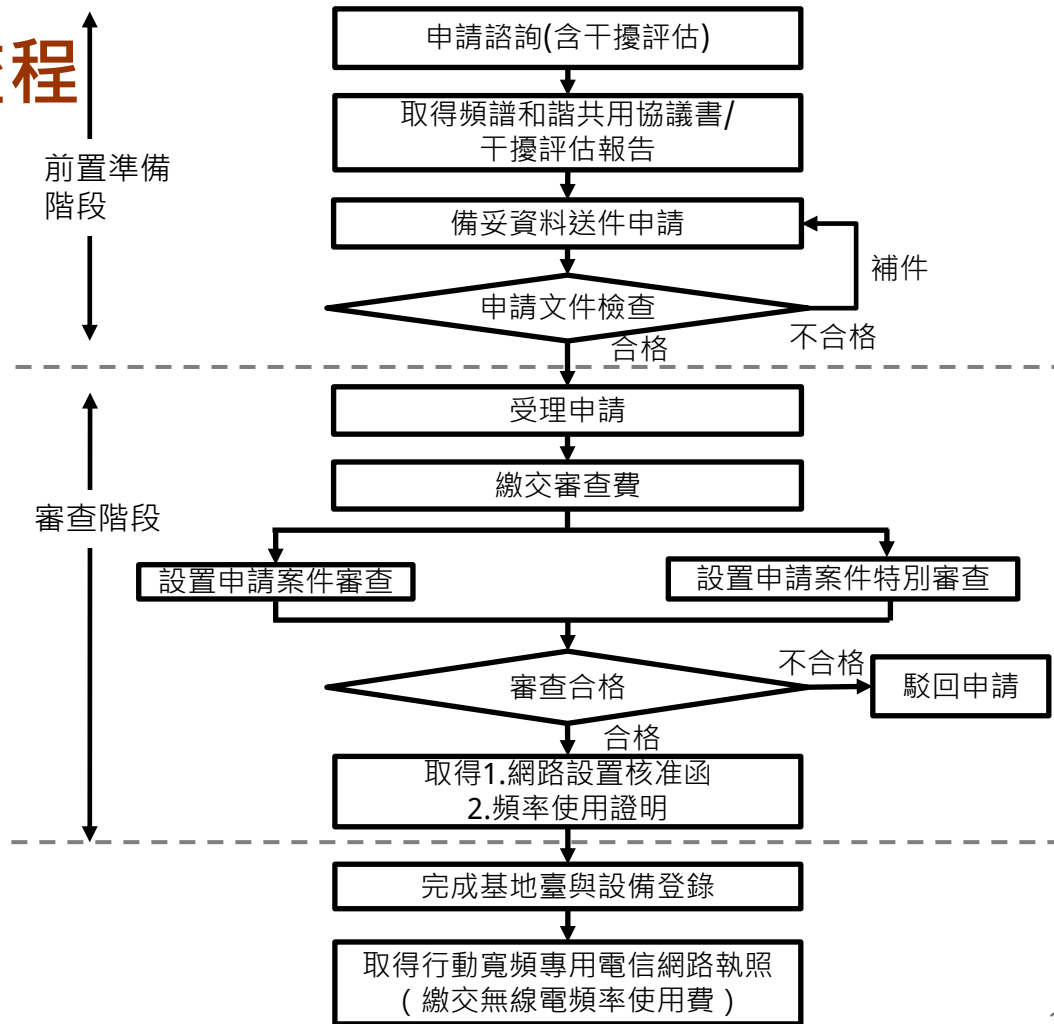 程
申請諮詢(含干擾評估)
取得頻譜和諧共用協議書/
干擾評估報告
前置準備
階段
備妥資料送件申請
補件
申請文件檢查
不合格
合格
受理申請
繳交審查費
審查階段
設置申請案件審查
設置申請案件特別審查
不合格
審查合格
駁回申請
合格
取得1.網路設置核准函
2.頻率使用證明
完成基地臺與設備登錄
取得行動寬頻專用電信網路執照
(繳交無線電頻率使用費)